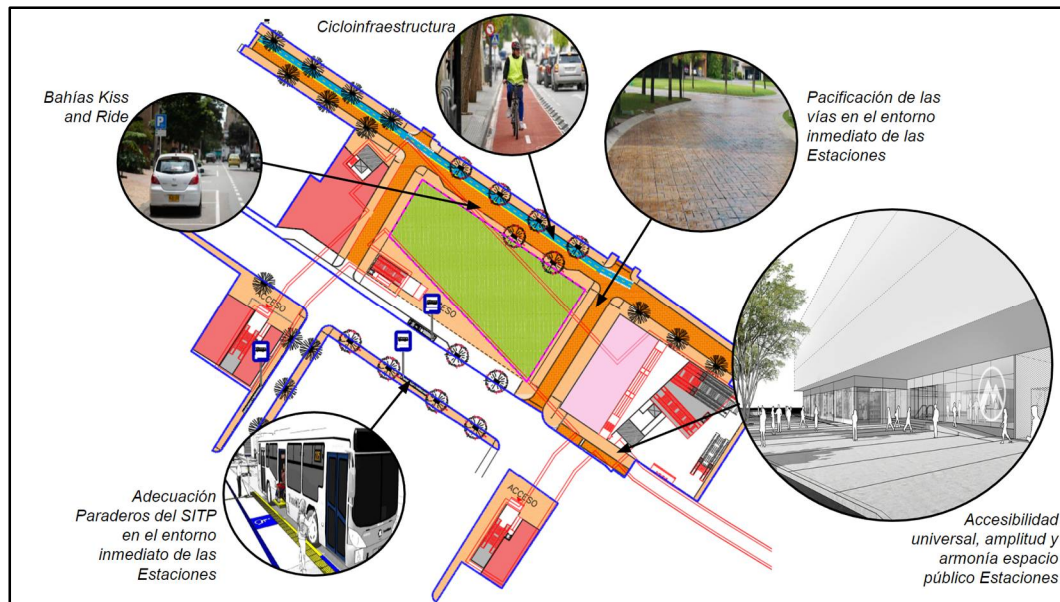 Cicloinfraestructura
Bahías Kiss
and Ride
Pacificación de las
vías en el entorno
inmediato de las
Estaciones
P
ACCESO
ACCESO
ACCESO
M
Adecuación
Paraderos del SITP
en el entorno
inmediato de las
Estaciones
Accesibilidad
universal, amplitud y
armonía espacio
público Estaciones